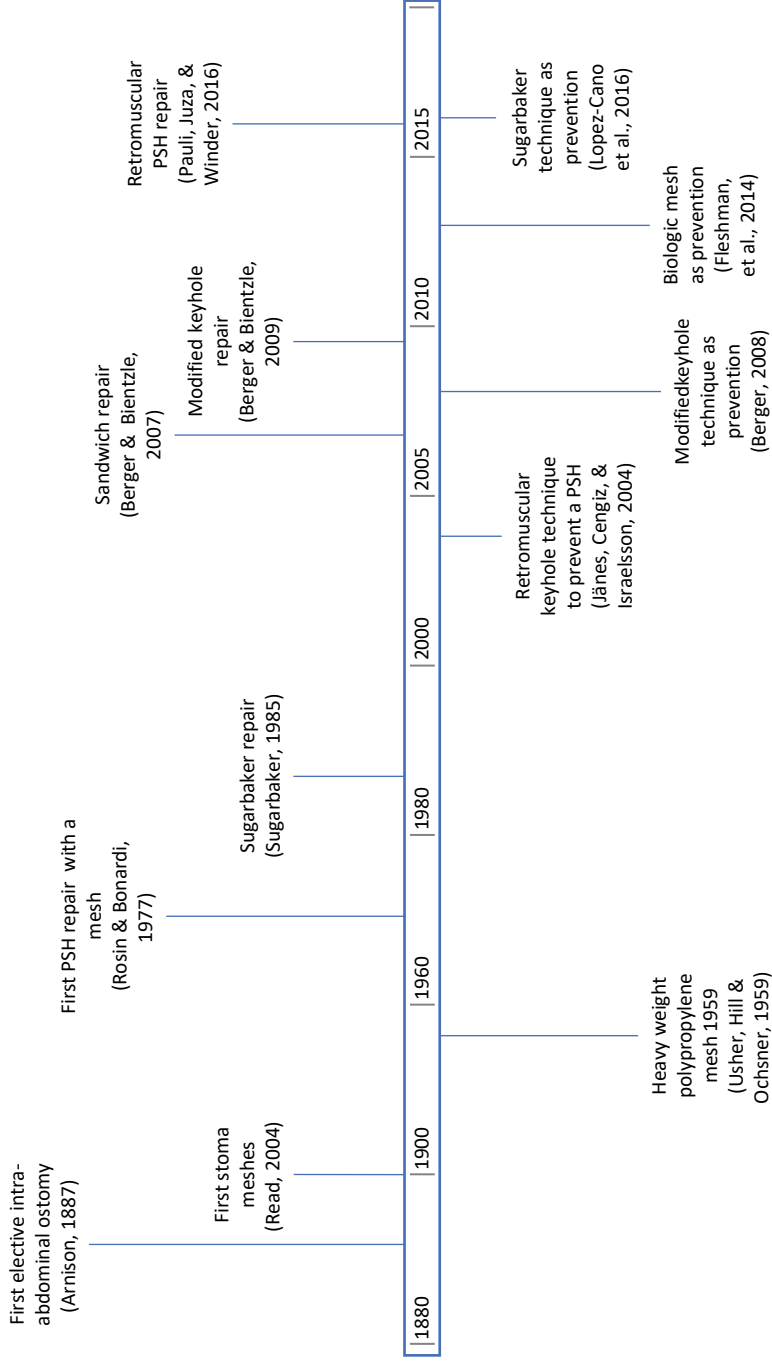 First elective intra-
abdominal ostomy
(Arnison, 1887)
First stoma
meshes
(Read, 2004)
First PSH repair with a
mesh
(Rosin & Bonardi,
1977)
Sugarbaker repair
(Sugarbaker, 1985)
Sandwich repair
(Berger & Bientzle,
2007)
Modified keyhole
repair
(Berger & Bientzle,
2009)
Retromuscular
PSH repair
(Pauli, Juza, &
Winder, 2016)
1880
1900
1960
1980
2000
2005
2010
2015
Heavy weight
polypropylene
mesh 1959
(Usher, Hill &
Ochsner, 1959)
Retromuscular
keyhole technique
to prevent a PSH
(Jänes, Cengiz, &
Israelsson, 2004)
Modifiedkeyhole
technique as
prevention
(Berger, 2008)
Biologic mesh
as prevention
(Fleshman,
et al., 2014)
Sugarbaker
technique as
prevention
(Lopez-Cano
et al., 2016)